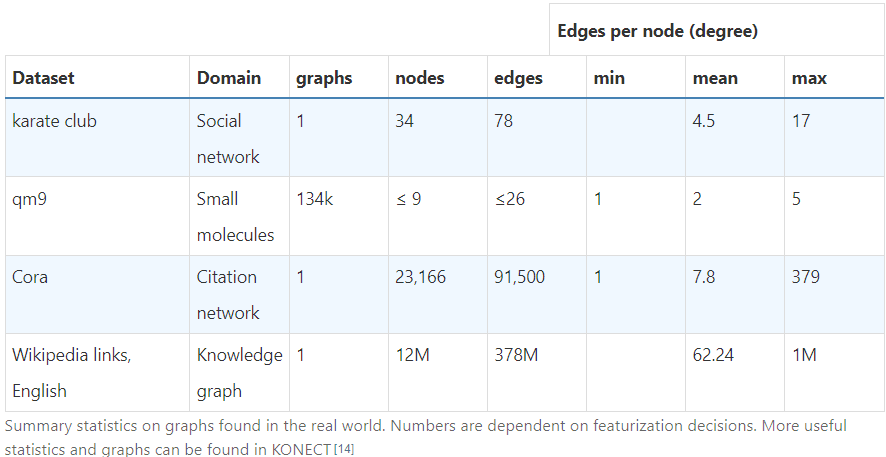 Edges per node (degree)
Dataset Domain graphs nodes edges min mean max
karate club Social 1 34 78 4.5 17
network
qm9 Small 134k ≤ 9 ≤26 1 2 5
molecules
Cora Citation 1 23,166 91,500 1 7.8 379
network
Wikipedia links, Knowledge 1 12M 378M 62.24 1M
English graph
Summary statistics on graphs found in the real world. Numbers are dependent on featurization decisions. More useful
statistics and graphs can be found in KONECT[14]